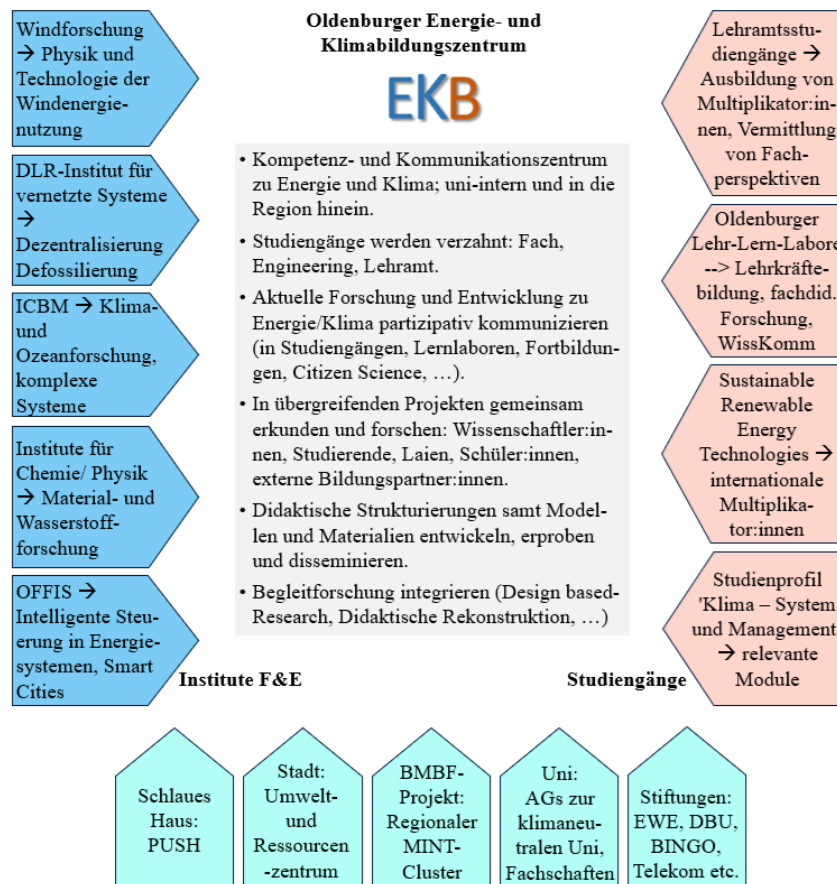 Oldenburger Energie- und
Klimabildungszentrum
EKB
Windforschung
→ Physik und
Technologie der
Windenergie-
nutzung
DLR-Institut für
vernetzte Systeme
→
Dezentralisierung
Defossilierung
ICBM → Klima-
und
Ozeanforschung,
komplexe
Systeme
Institute für
Chemie/ Physik
→ Material- und
Wasserstoff-
forschung
OFFIS →
Intelligente Steu-
erung in Energie-
systemen, Smart
Cities
Institute F&E
• Kompetenz- und Kommunikationszentrum
zu Energie und Klima; uni-intern und in die
Region hinein.
• Studiengänge werden verzahnt: Fach,
Engineering, Lehramt.
• Aktuelle Forschung und Entwicklung zu
Energie/Klima partizipativ kommunizieren
(in Studiengängen, Lernlaboren, Fortbildun-
gen, Citizen Science, …).
• In übergreifenden Projekten gemeinsam
erkunden und forschen: Wissenschaftler:in-
nen, Studierende, Laien, Schüler:innen,
externe Bildungspartner:innen.
• Didaktische Strukturierungen samt Model-
len und Materialien entwickeln, erproben
und disseminieren.
• Begleitforschung integrieren (Design based-
Research, Didaktische Rekonstruktion, …)
Lehramtsstu-
diengänge →
Ausbildung von
Multiplikator:in-
nen, Vermittlung
von Fach-
perspektiven
Oldenburger
Lehr-Lern-Labore
--> Lehrkräfte-
bildung, fachdid.
Forschung,
WissKomm
Sustainable
Renewable
Energy
Technologies →
internationale
Multiplika-
tor:innen
Studienprofil
'Klima – System
und Management
→ relevante
Module
Studiengänge
Schlaues
Haus:
PUSH
Stadt:
Umwelt-
und
Ressourcen
-zentrum
BMBF-
Projekt:
Regionaler
MINT-
Cluster
Uni:
AGs zur
klimaneu-
tralen Uni,
Fachschaften
Stiftungen:
EWE, DBU,
BINGO,
Telekom etc.